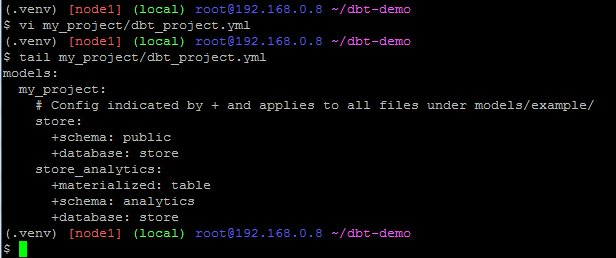 (.venv) [node1] (local) root@192.168.0.8 ~/dbt-demo
$ vi my_project/dbt_project.yml
(.venv) [node1] (local) root@192.168.0.8 ~/dbt-demo
$ tail my_project/dbt_project.yml
models:
  my_project:
    # Config indicated by + and applies to all files under models/example/
    store:
      +schema: public
      +database: store
    store_analytics:
      +materialized: table
      +schema: analytics
      +database: store
(.venv) [node1] (local) root@192.168.0.8 ~/dbt-demo
$